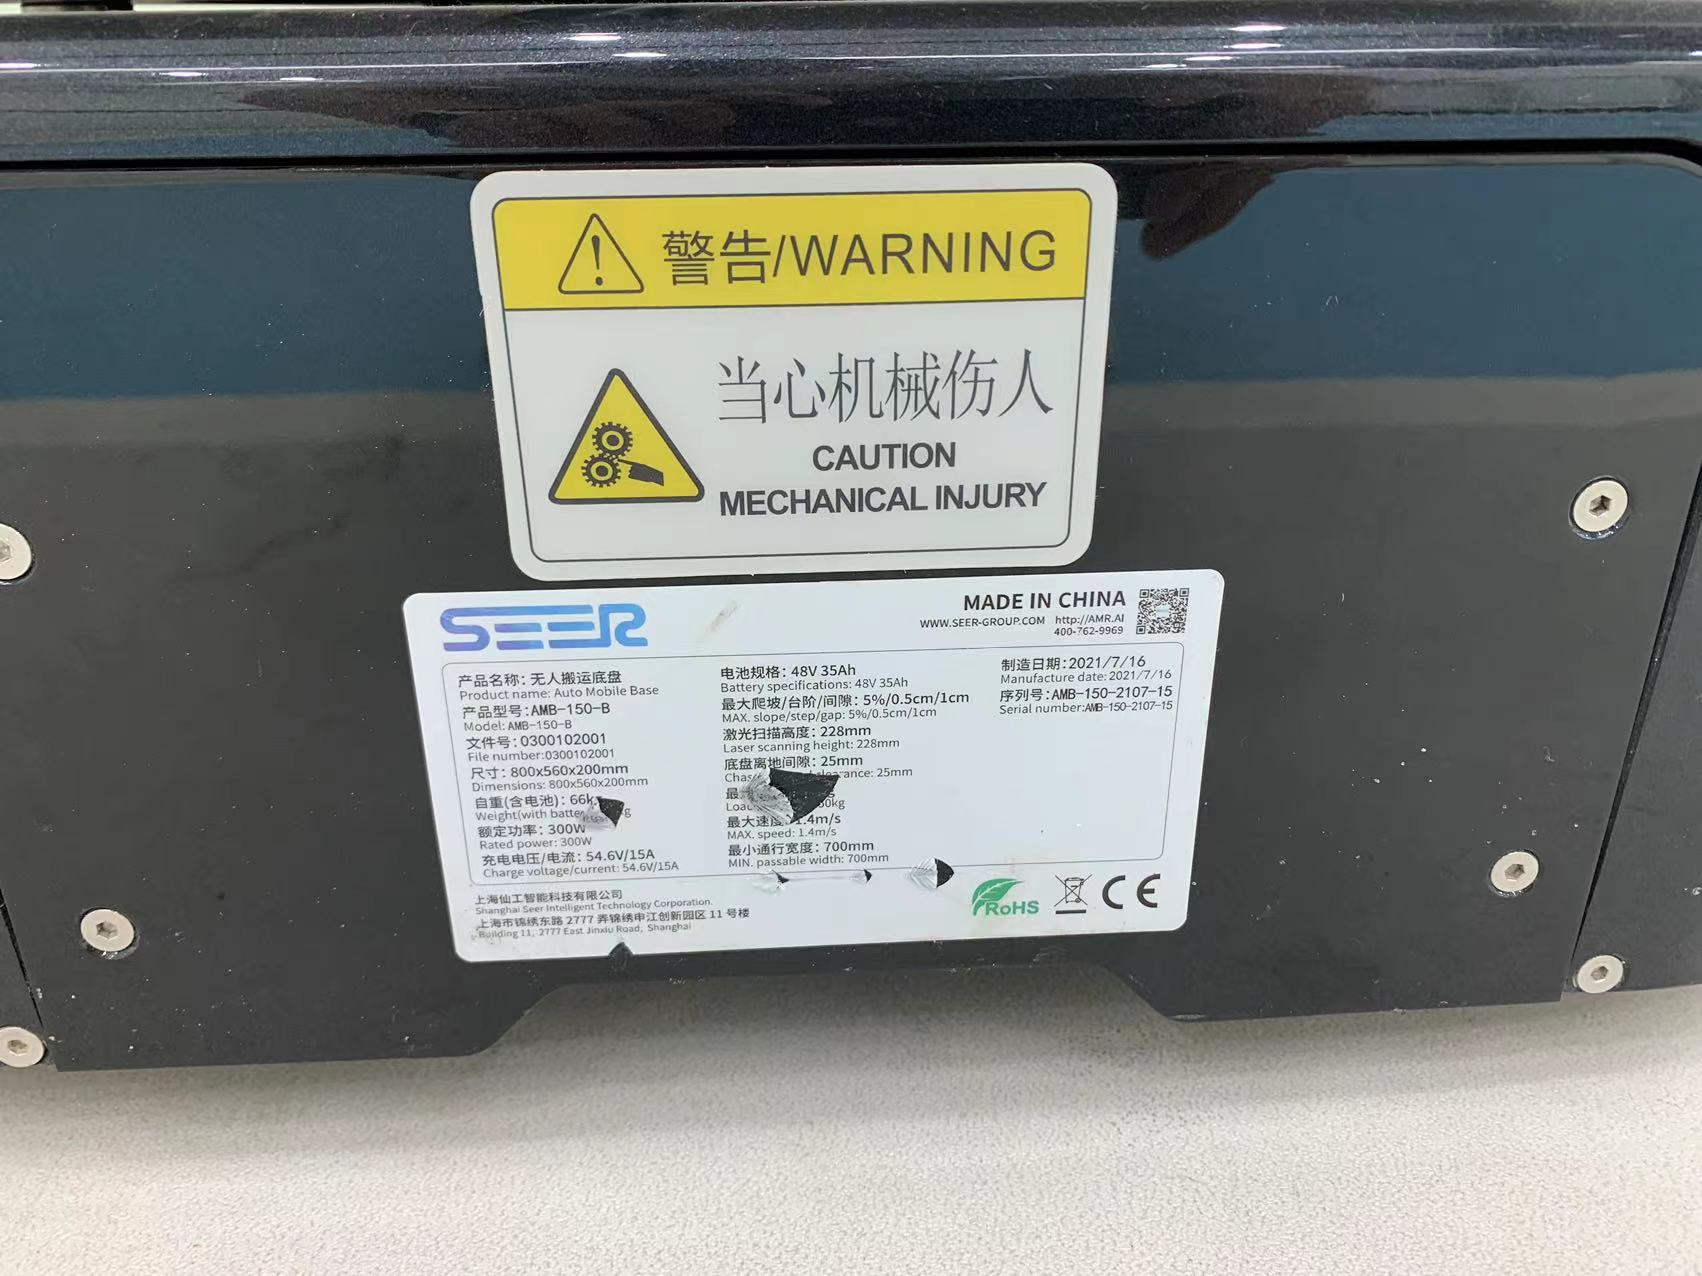 警告/WARNING
当心机械伤人
CAUTION
MECHANICAL INJURY
SEER
MADE IN CHINA
WWW.SEER-GROUP.COM http://AMR.AI
400-762-9969
产品名称: 无人搬运底盘
Product name: Auto Mobile Base
产品型号: AMB-150-B
Model: AMB-150-B
文件号: 0300102001
File number:0300102001
尺寸: 800x560x200mm
Dimensions: 800x560x200mm
自重(含电池): 66
Weight(with
额定功率: 300W
Rated power: 300W
充电电压/电流: 54.6V/15A
Charge voltage/current: 54.6V/15A
电池规格: 48V 35Ah
Battery specifications: 48V 35Ah
最大爬坡/台阶/间隙: 5%/0.5cm/1cm
MAX. slope/step/gap: 5%/0.5cm/1cm
激光扫描高度: 228mm
Laser scanning height: 228mm
底盘离地间隙: 25mm
25mm
最大速度: 1.4m/s
MAX. speed: 1.4m/s
最小通行宽度: 700mm
MIN. passable width: 700mm
制造日期: 2021/7/16
Manufacture date: 2021/7/16
序列号: AMB-150-2107-15
Serial number:AMB-150-2107-15
上海仙工智能科技有限公司
Shanghai Seer Intelligent Technology Corporation.
上海市锦绣东路 2777 弄锦绣申江创新园区 11 号楼
Building 11, 2777 East Jinxiu Road, Shanghai
RoHS
CE